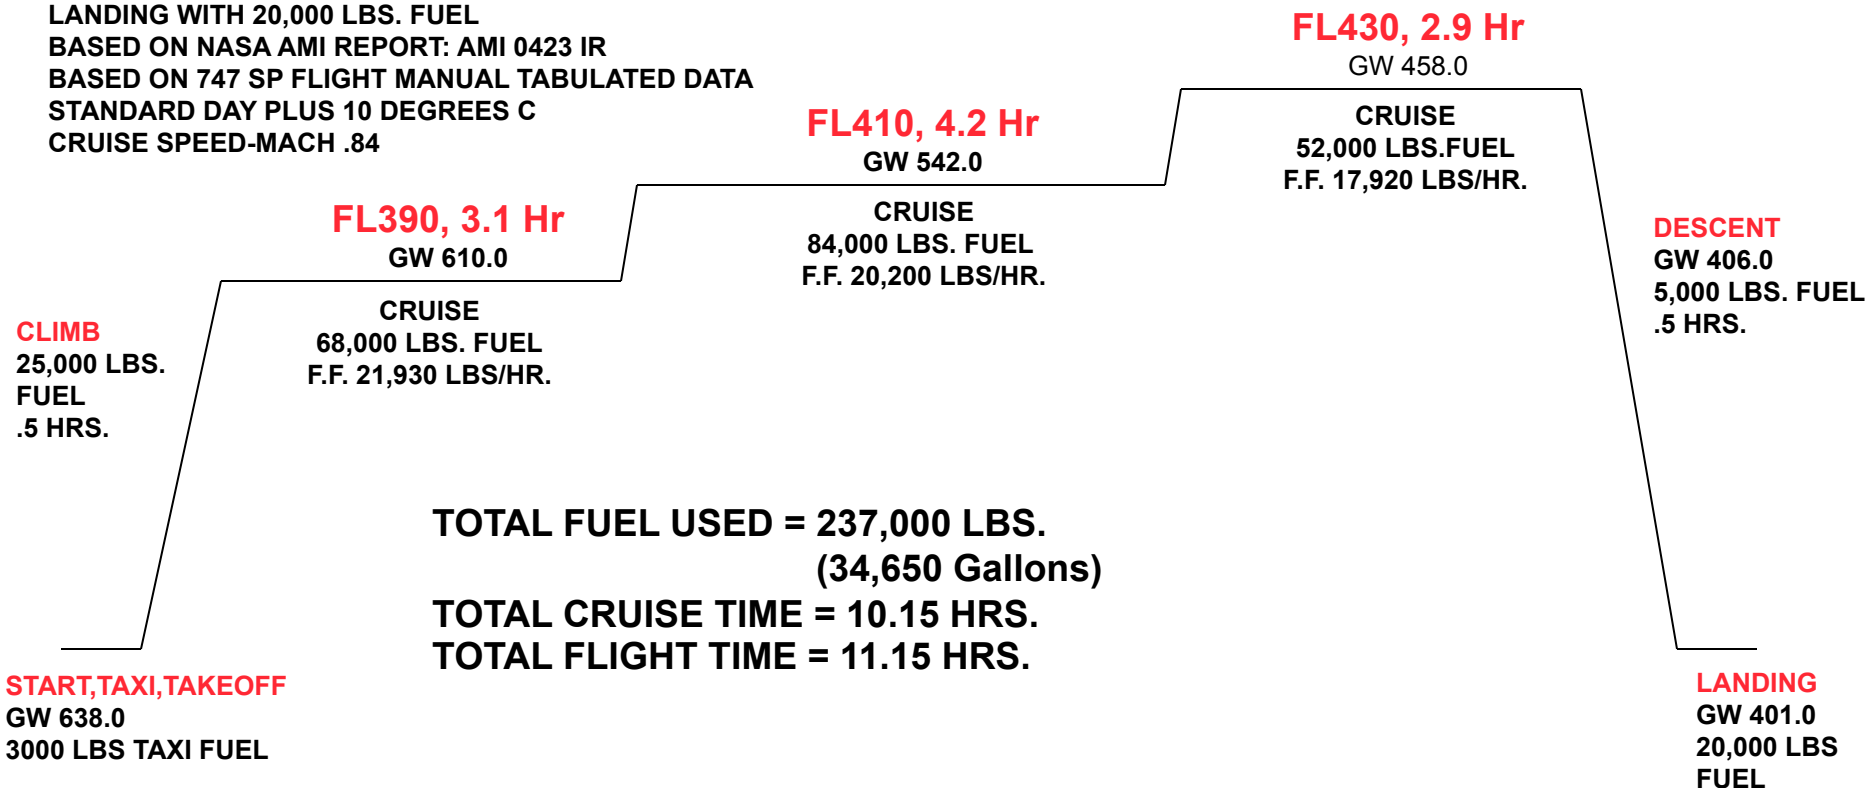 LANDING WITH 20,000 LBS. FUEL
BASED ON NASA AMI REPORT: AMI 0423 IR
BASED ON 747 SP FLIGHT MANUAL TABULATED DATA
STANDARD DAY PLUS 10 DEGREES C
CRUISE SPEED-MACH .84
FL430, 2.9 Hr
GW 458.0
CRUISE
52,000 LBS.FUEL
F.F. 17,920 LBS/HR.
FL410, 4.2 Hr
GW 542.0
CRUISE
84,000 LBS. FUEL
F.F. 20,200 LBS/HR.
FL390, 3.1 Hr
GW 610.0
CRUISE
68,000 LBS. FUEL
F.F. 21,930 LBS/HR.
DESCENT
GW 406.0
5,000 LBS. FUEL
.5 HRS.
CLIMB
25,000 LBS.
FUEL
.5 HRS.
TOTAL FUEL USED = 237,000 LBS.
(34,650 Gallons)
TOTAL CRUISE TIME = 10.15 HRS.
TOTAL FLIGHT TIME = 11.15 HRS.
START,TAXI,TAKEOFF
GW 638.0
3000 LBS TAXI FUEL
LANDING
GW 401.0
20,000 LBS
FUEL